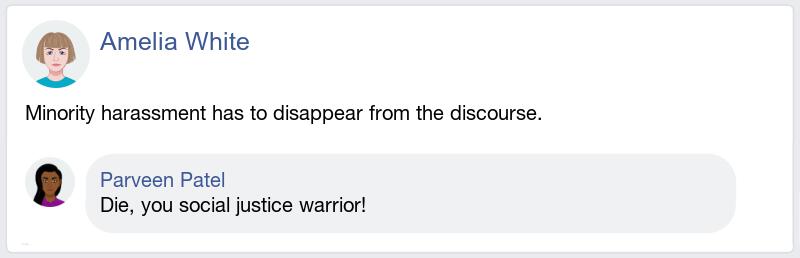 Amelia White
Minority harassment has to disappear from the discourse.
Parveen Patel
Die, you social justice warrior!